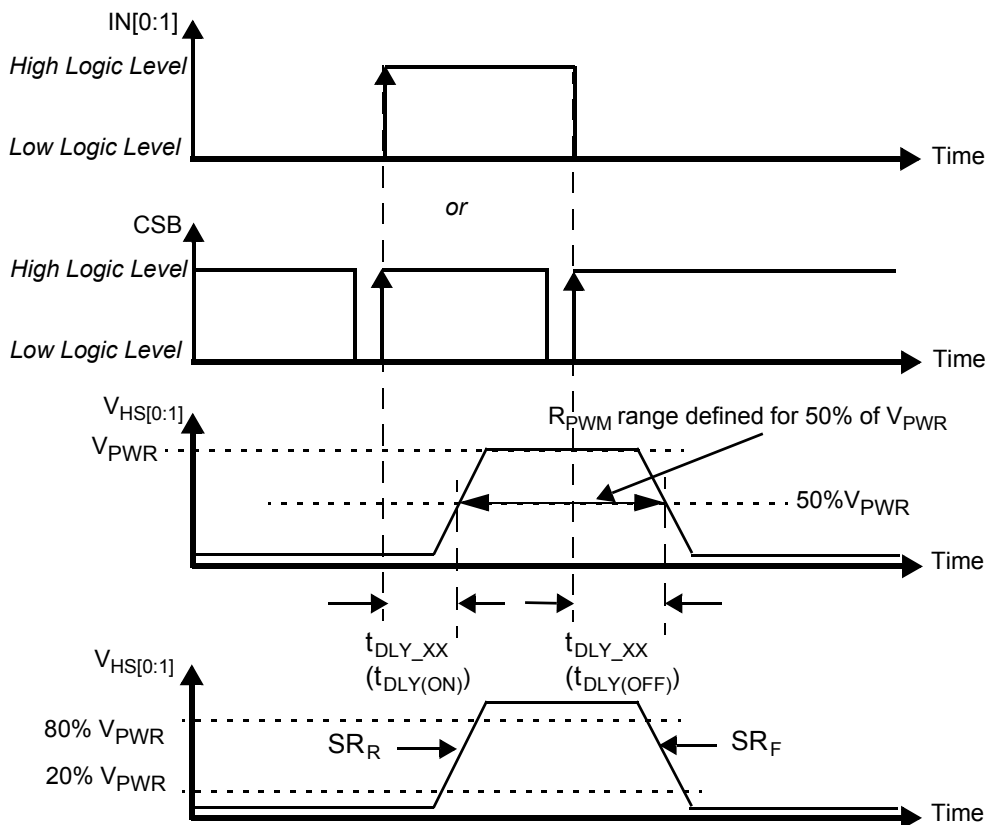 IN[0:1]
High Logic Level
Low Logic Level
Time
or
CSB
High Logic Level
Low Logic Level
Time
VHS[0:1]
RPWM range defined for 50% of VPWR
VPWR
50%VPWR
Time
tDLY_XX
(tDLY(ON))
tDLY_XX
(tDLY(OFF))
VHS[0:1]
80% VPWR
SRR
SRF
20% VPWR
Time